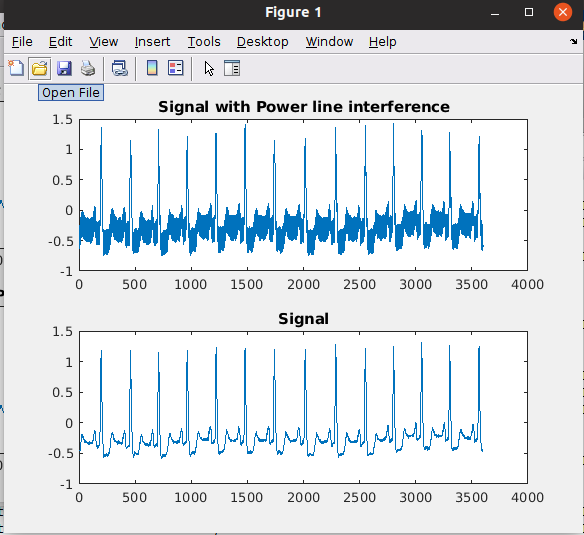 Figure 1
File Edit View Insert Tools Desktop Window Help
Open File
Signal with Power line interference
1.5
1
0.5
0
-0.5
-1
0 500 1000 1500 2000 2500 3000 3500 4000
Signal
1.5
1
0.5
0
-0.5
-1
0 500 1000 1500 2000 2500 3000 3500 4000